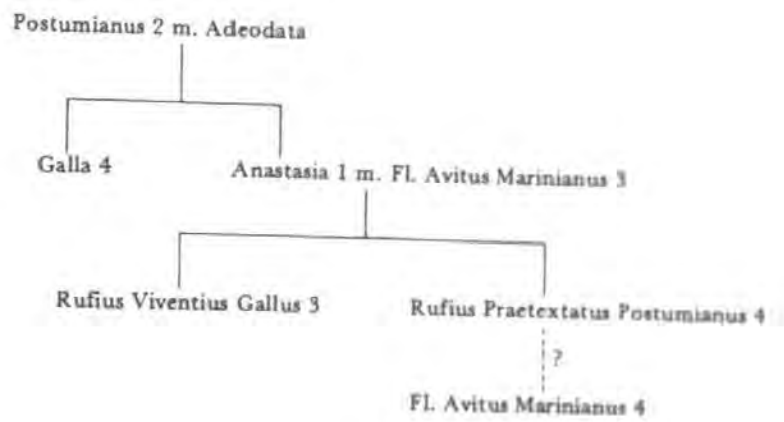 Postumianus 2 m. Adeodata
Galla 4
Anastasia 1 m. Fl. Avitus Marinianus 3
Rufius Viventius Gallus 3
Rufius Praetextatus Postumianus 4
?
Fl. Avitus Marinianus 4